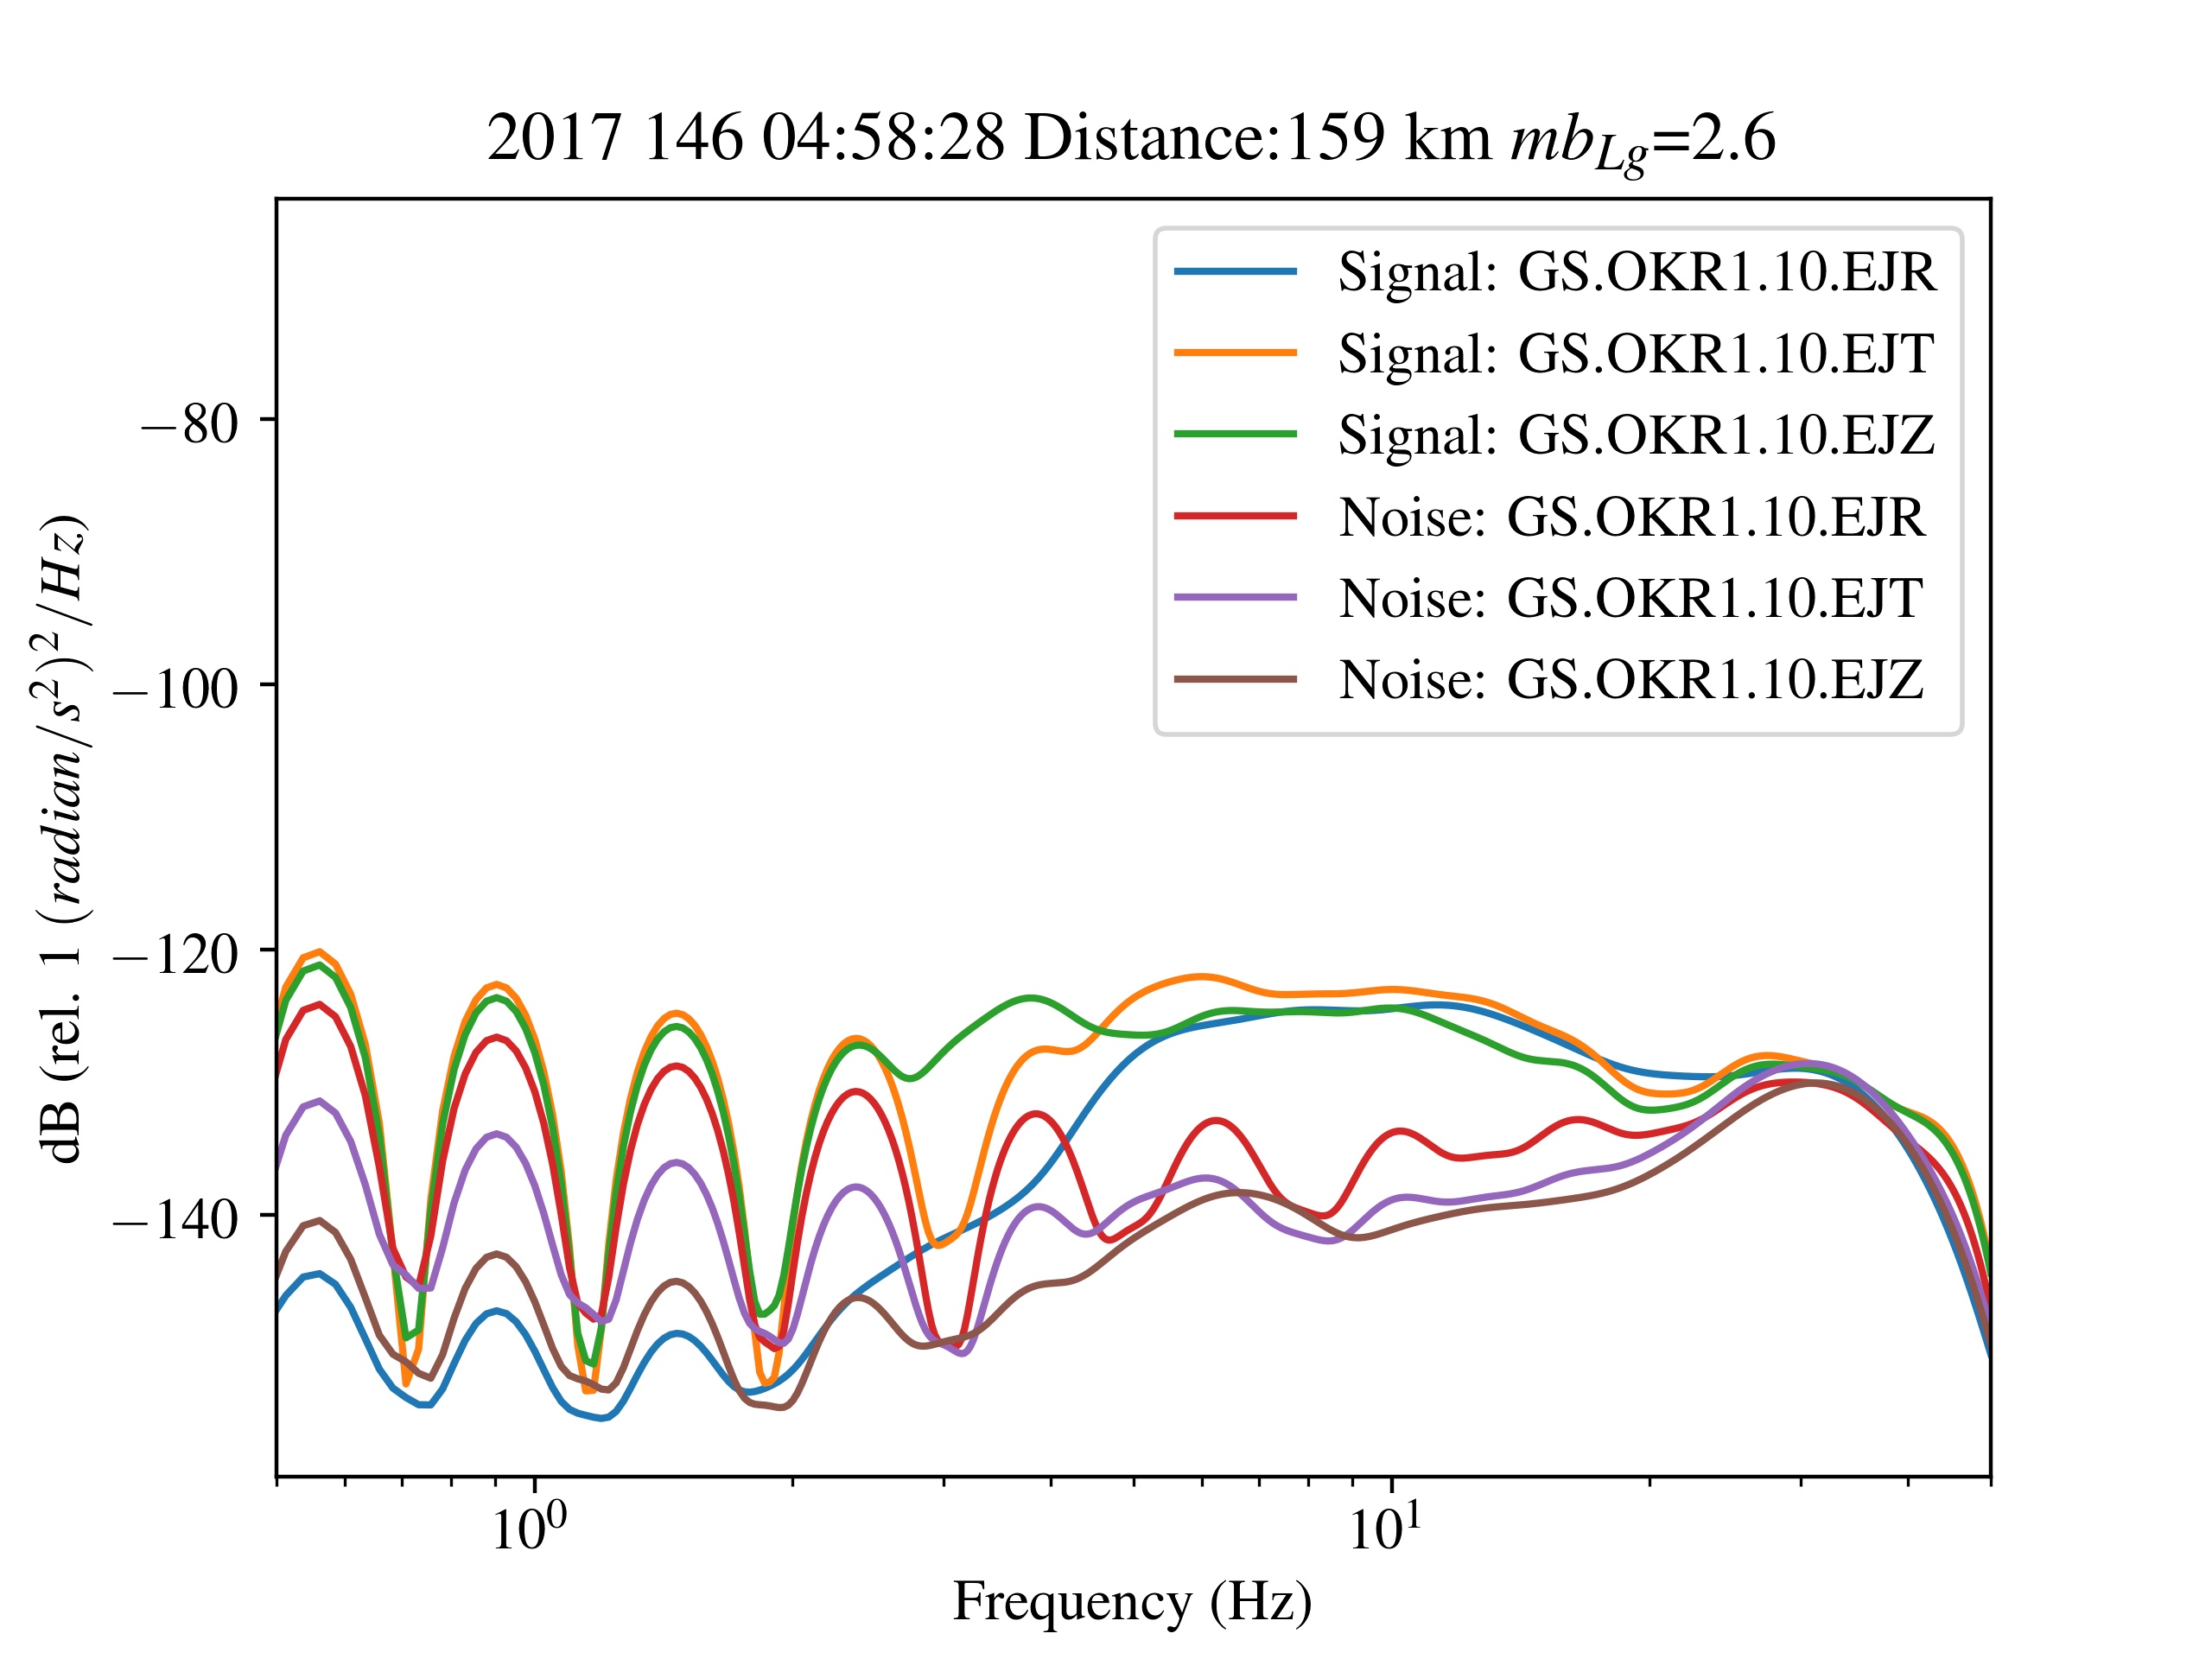 2017 146 04:58:28 Distance:159 km mb_{Lg}=2.6
Signal: GS.OKR1.10.EJR
Signal: GS.OKR1.10.EJT
Signal: GS.OKR1.10.EJZ
Noise: GS.OKR1.10.EJR
Noise: GS.OKR1.10.EJT
Noise: GS.OKR1.10.EJZ
dB (rel. 1 (radian/s²)²/Hz)
−80
−100
−120
−140
10⁰ 10¹
Frequency (Hz)